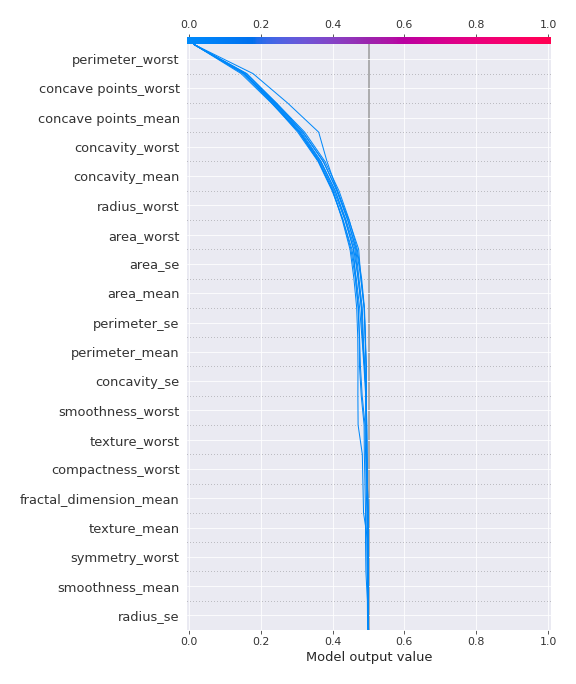 0.0 0.2 0.4 0.6 0.8 1.0
perimeter_worst
concave points_worst
concave points_mean
concavity_worst
concavity_mean
radius_worst
area_worst
area_se
area_mean
perimeter_se
perimeter_mean
concavity_se
smoothness_worst
texture_worst
compactness_worst
fractal_dimension_mean
texture_mean
symmetry_worst
smoothness_mean
radius_se
0.0 0.2 0.4 0.6 0.8 1.0
Model output value